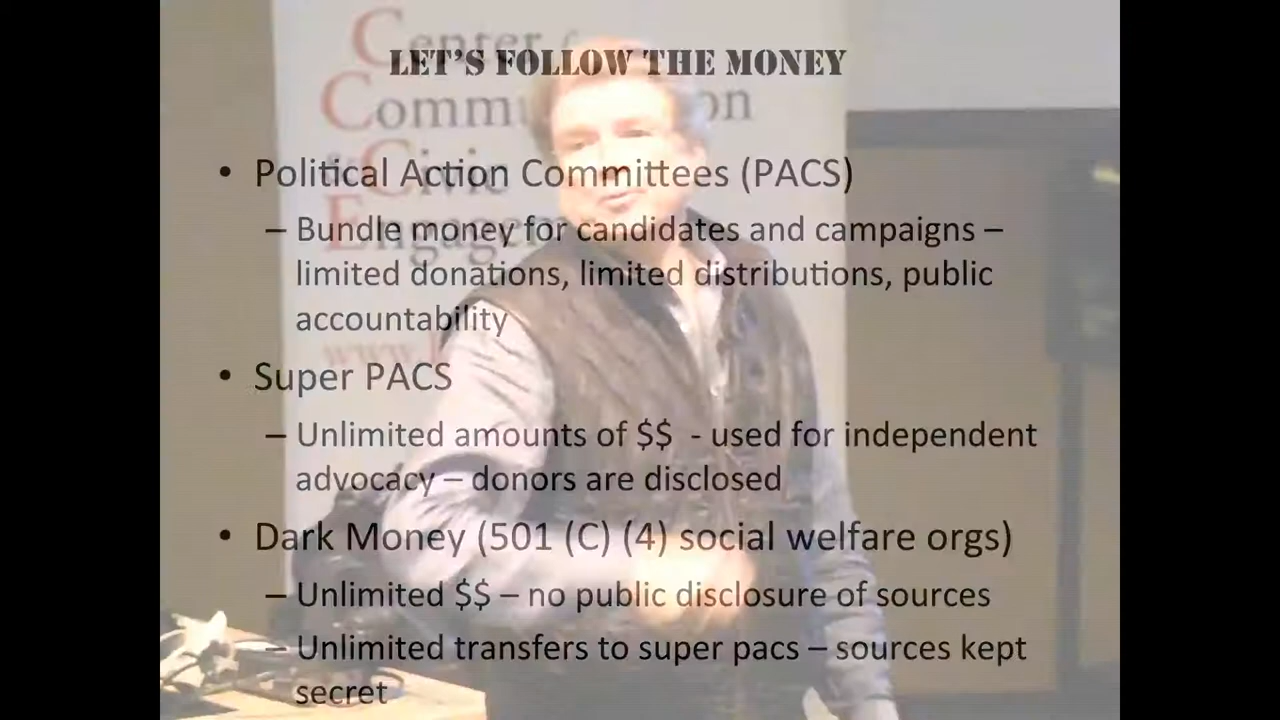 LET'S FOLLOW THE MONEY
• Political Action Committees (PACS)
– Bundle money for candidates and campaigns –
limited donations, limited distributions, public
accountability
• Super PACS
– Unlimited amounts of $$ - used for independent
advocacy – donors are disclosed
• Dark Money (501 (C) (4) social welfare orgs)
– Unlimited $$ – no public disclosure of sources
– Unlimited transfers to super pacs – sources kept
secret
Center
Civic